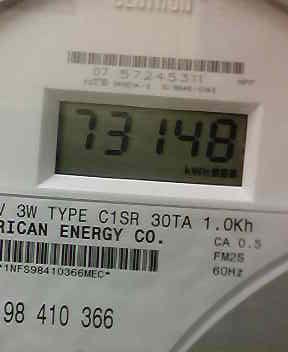 07 57245311
73148
kWh
V 3W TYPE C1SR 30TA 1.0Kh
RICAN ENERGY CO.
CA 0.5
FM2S
60Hz
*1NFS98410366MEC*
98 410 366